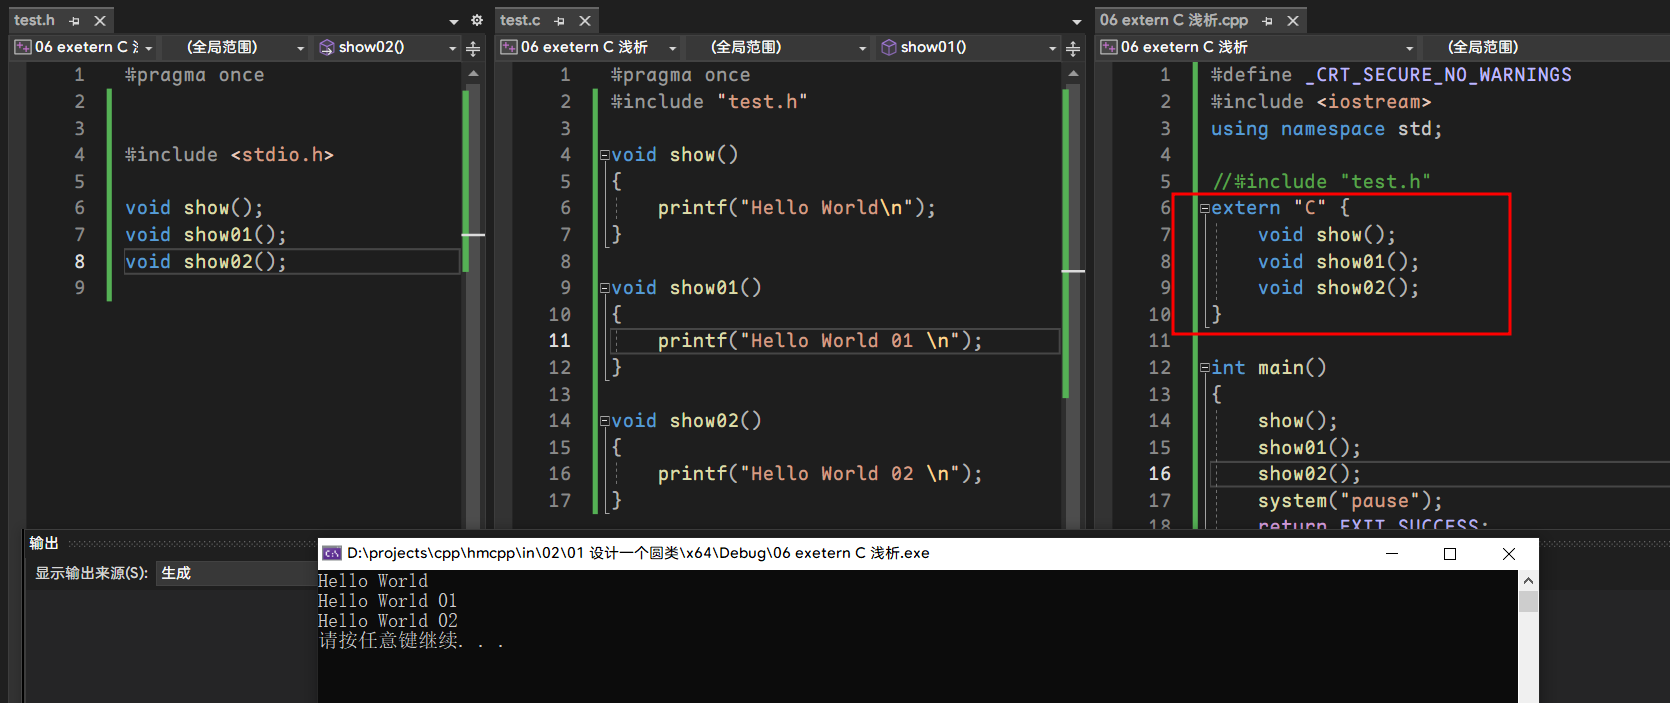 test.h
06 exetern C
(全局范围)
show02()
1 #pragma once
2
3
4 #include <stdio.h>
5
6 void show();
7 void show01();
8 void show02();
9
test.c
06 exetern C 浅析
(全局范围)
show01()
1 #pragma once
2 #include "test.h"
3
4 void show()
5 {
6 printf("Hello World\n");
7 }
8
9 void show01()
10 {
11 printf("Hello World 01 \n");
12 }
13
14 void show02()
15 {
16 printf("Hello World 02 \n");
17 }
06 extern C 浅析.cpp
06 exetern C 浅析
(全局范围)
1 #define _CRT_SECURE_NO_WARNINGS
2 #include <iostream>
3 using namespace std;
4
5 //#include "test.h"
6 extern "C" {
7 void show();
8 void show01();
9 void show02();
10 }
11
12 int main()
13 {
14 show();
15 show01();
16 show02();
17 system("pause");
18 return EXIT_SUCCESS;
输出
显示输出来源(S): 生成
D:\projects\cpp\hmcpp\in\02\01 设计一个圆类\x64\Debug\06 exetern C 浅析.exe
Hello World
Hello World 01
Hello World 02
请按任意键继续. . .